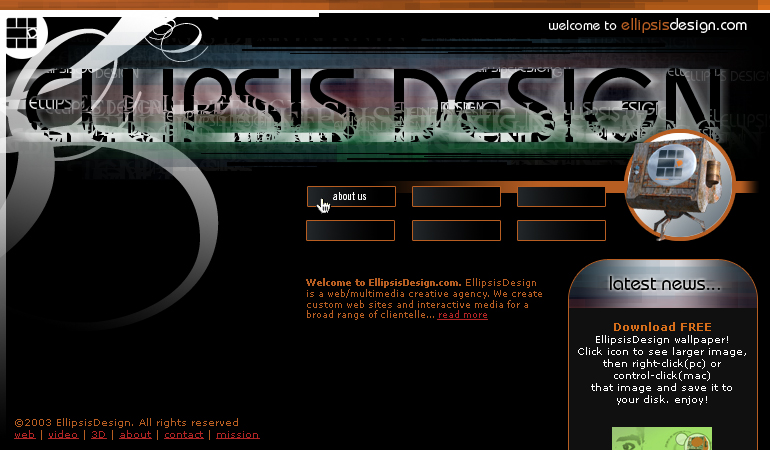 welcome to ellipsisdesign.com
ELLIPSIS DESIGN
about us
Welcome to EllipsisDesign.com. EllipsisDesign
is a web/multimedia creative agency. We create
custom web sites and interactive media for a
broad range of clientelle... read more
latest news...
Download FREE
EllipsisDesign wallpaper!
Click icon to see larger image,
then right-click(pc) or
control-click(mac)
that image and save it to
your disk. enjoy!
©2003 EllipsisDesign. All rights reserved
web | video | 3D | about | contact | mission